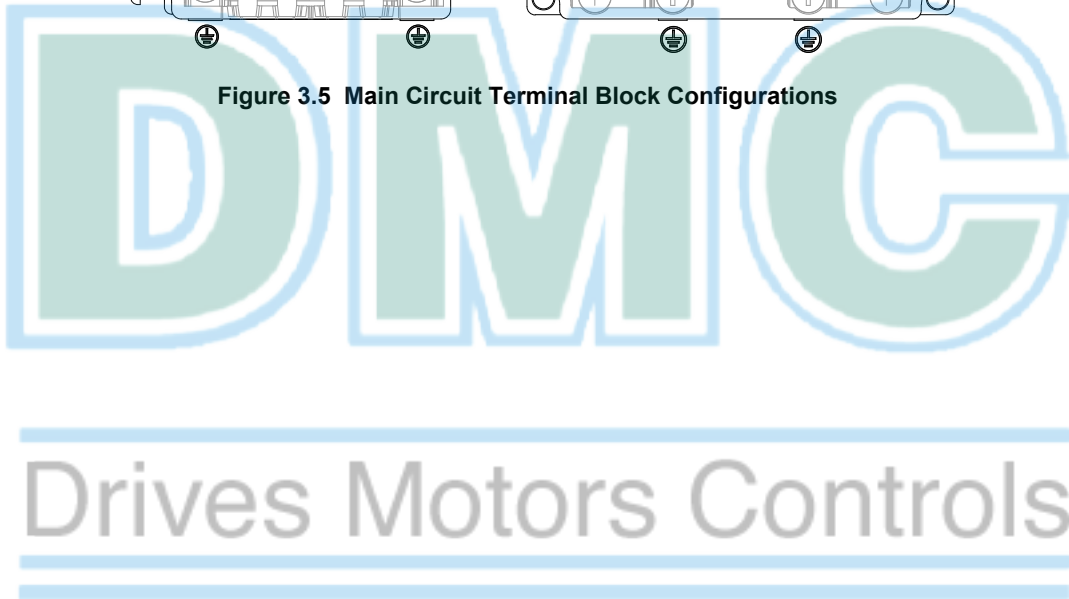 Figure 3.5 Main Circuit Terminal Block Configurations
DMC
Drives Motors Controls